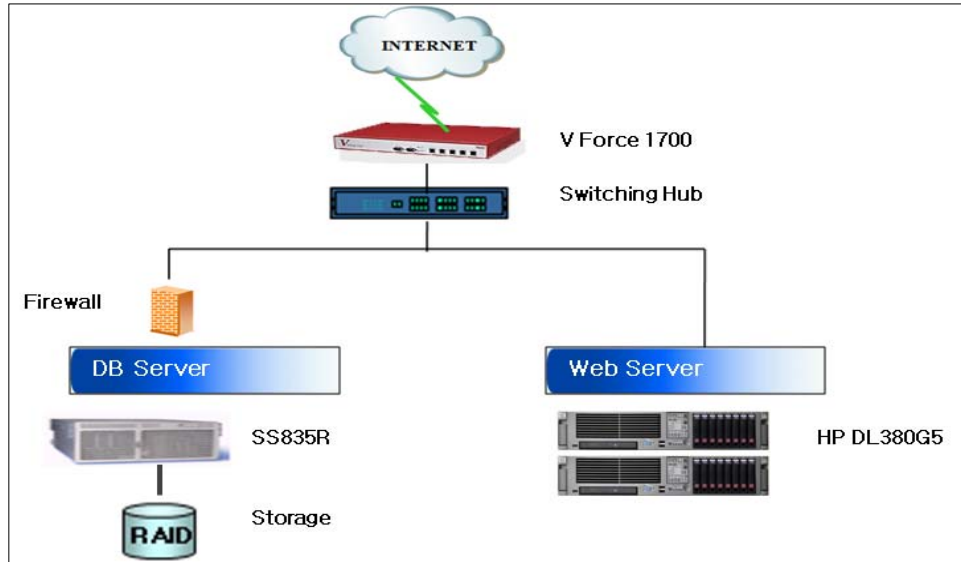 INTERNET
V Force 1700
Switching Hub
Firewall
DB Server
Web Server
SS835R
HP DL380G5
Storage
RAID